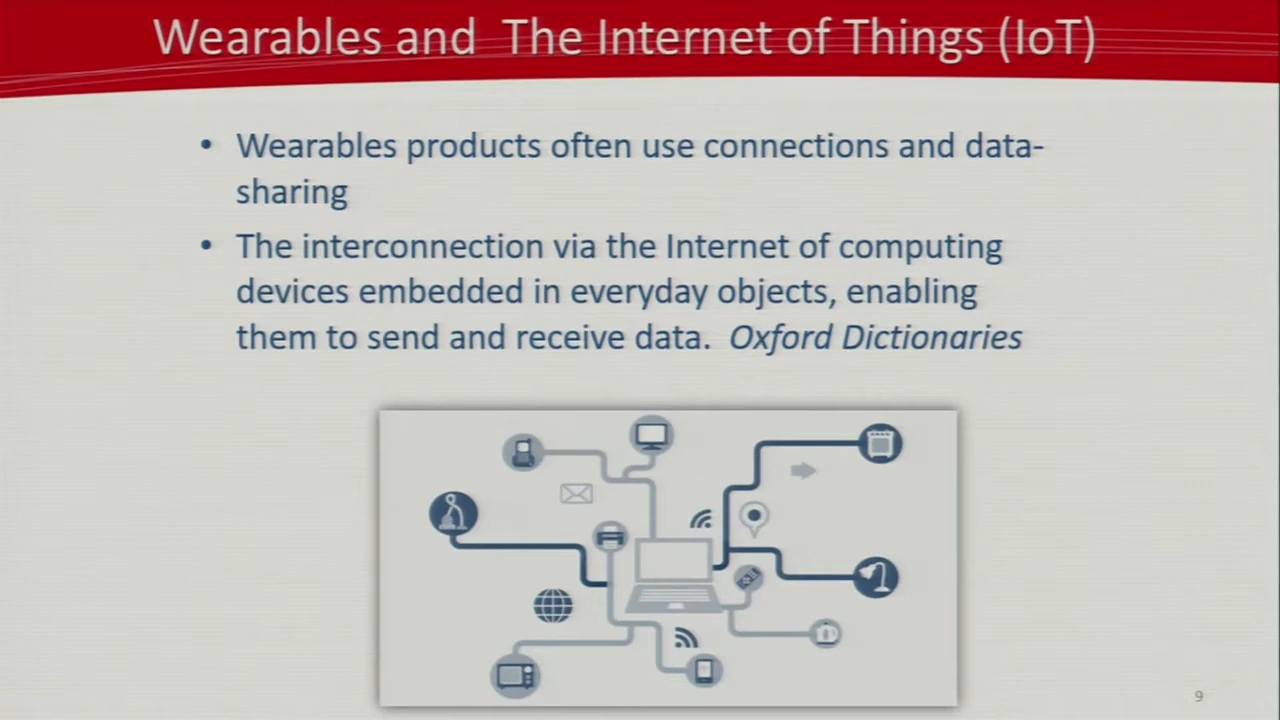 Wearables and The Internet of Things (IoT)
• Wearables products often use connections and data-
sharing
• The interconnection via the Internet of computing
devices embedded in everyday objects, enabling
them to send and receive data. Oxford Dictionaries
9